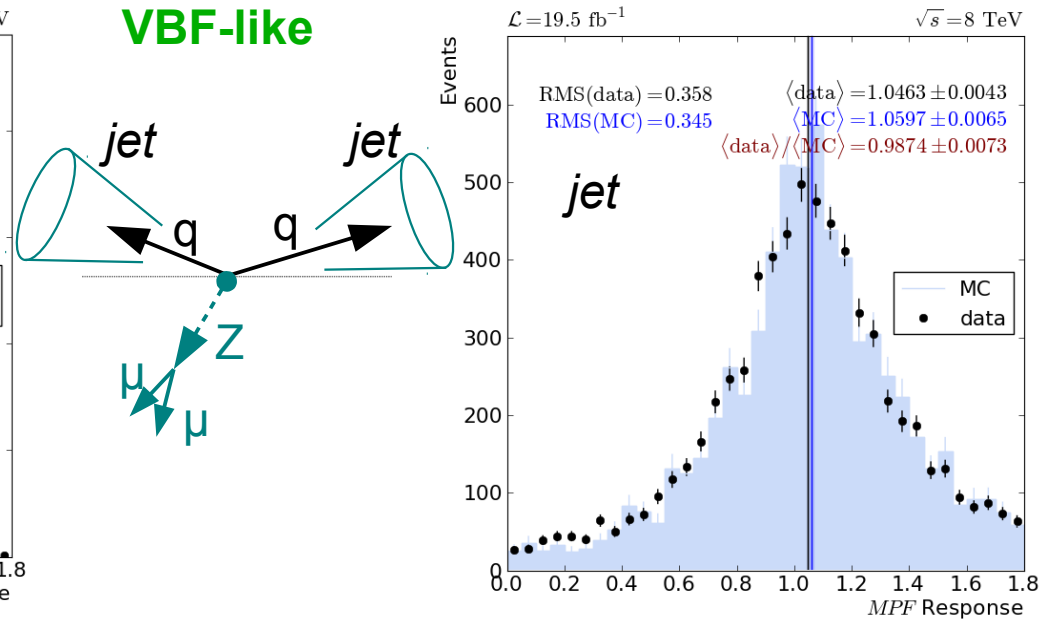 V
VBF-like
jet
jet
q
q
Z
μ
μ
1.8
e
ℒ=19.5 fb⁻¹
√s=8 TeV
Events
RMS(data)=0.358
⟨data⟩=1.0463±0.0043
RMS(MC)=0.345
⟨MC⟩=1.0597±0.0065
⟨data⟩/⟨MC⟩=0.9874±0.0073
jet
MC
data
600
500
400
300
200
100
0
0.0 0.2 0.4 0.6 0.8 1.0 1.2 1.4 1.6 1.8
MPF Response